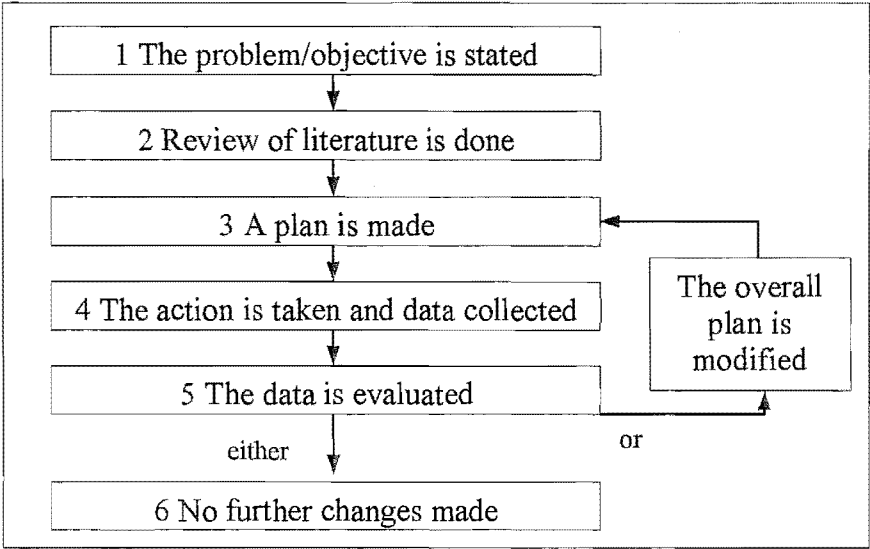 1 The problem/objective is stated
2 Review of literature is done
3 A plan is made
4 The action is taken and data collected
The overall
plan is
modified
5 The data is evaluated
either
or
6 No further changes made